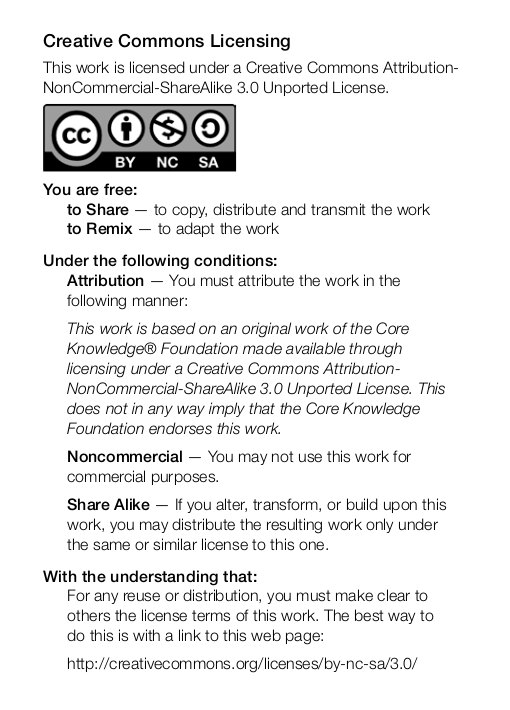 Creative Commons Licensing
This work is licensed under a Creative Commons Attribution-
NonCommercial-ShareAlike 3.0 Unported License.
cc
BY NC SA
You are free:
to Share — to copy, distribute and transmit the work
to Remix — to adapt the work
Under the following conditions:
Attribution — You must attribute the work in the
following manner:
This work is based on an original work of the Core
Knowledge® Foundation made available through
licensing under a Creative Commons Attribution-
NonCommercial-ShareAlike 3.0 Unported License. This
does not in any way imply that the Core Knowledge
Foundation endorses this work.
Noncommercial — You may not use this work for
commercial purposes.
Share Alike — If you alter, transform, or build upon this
work, you may distribute the resulting work only under
the same or similar license to this one.
With the understanding that:
For any reuse or distribution, you must make clear to
others the license terms of this work. The best way to
do this is with a link to this web page:
http://creativecommons.org/licenses/by-nc-sa/3.0/